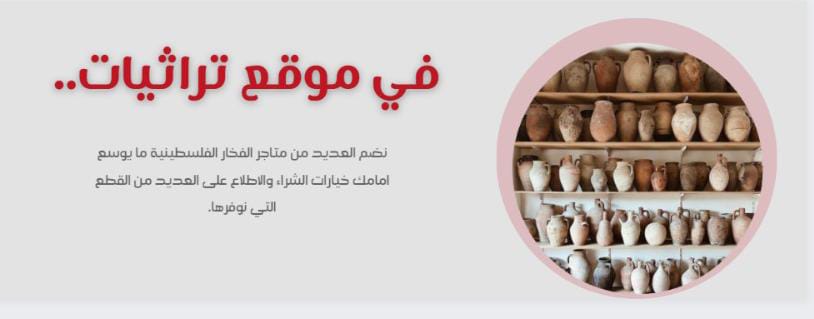 في موقع تراثيات..
نضم العديد من متاجر الفخار الفلسطينية ما يوسع
امامك خيارات الشراء والاطلاع على العديد من القطع
التي نوفرها.